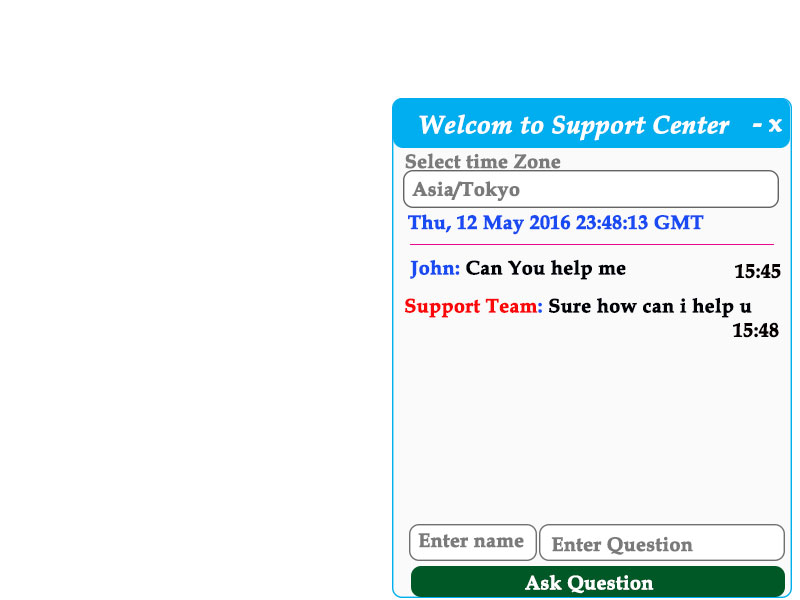 Welcom to Support Center - x
Select time Zone
Asia/Tokyo
Thu, 12 May 2016 23:48:13 GMT
John: Can You help me 15:45
Support Team: Sure how can i help u
15:48
Enter name Enter Question
Ask Question